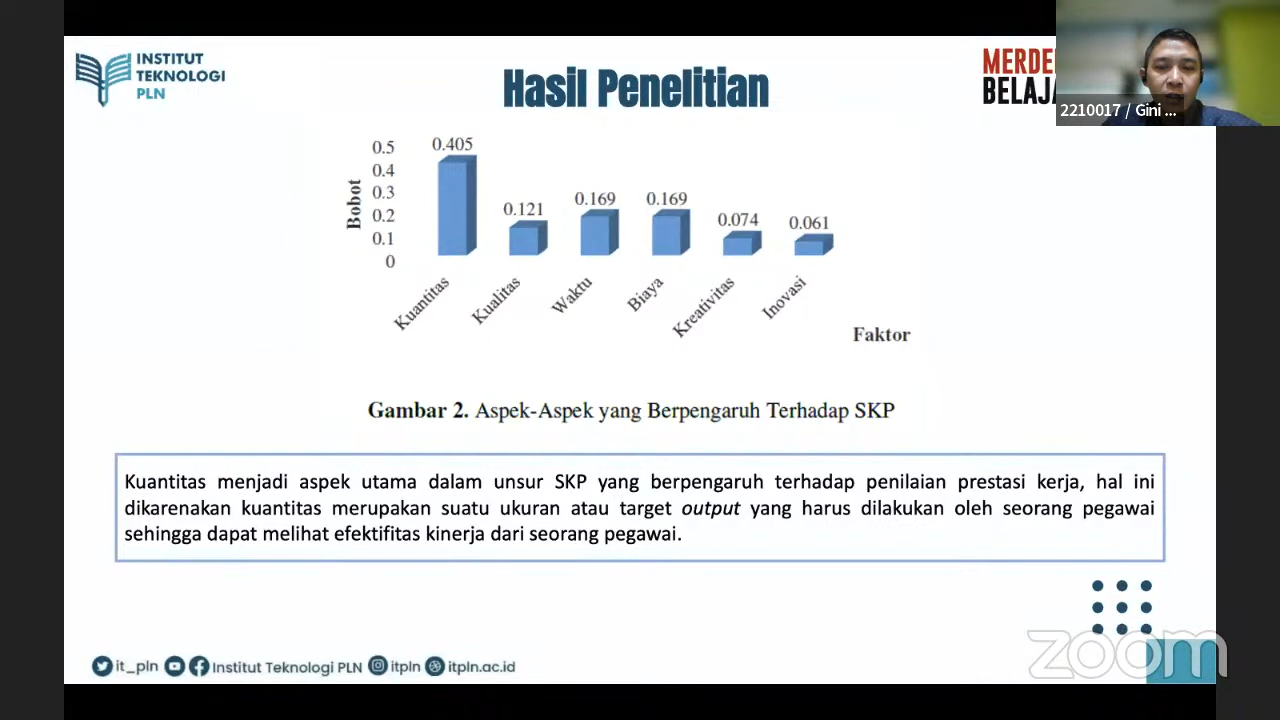 INSTITUT
TEKNOLOGI
PLN
Hasil Penelitian
MERDE
BELAJA
2210017 / Gini ...
0.5
0.4
0.3
0.2
0.1
0
Bobot
0.405
0.121
0.169
0.169
0.074
0.061
Kuantitas
Kualitas
Waktu
Biaya
Kreativitas
Inovasi
Faktor
Gambar 2. Aspek-Aspek yang Berpengaruh Terhadap SKP
Kuantitas menjadi aspek utama dalam unsur SKP yang berpengaruh terhadap penilaian prestasi kerja, hal ini
dikarenakan kuantitas merupakan suatu ukuran atau target output yang harus dilakukan oleh seorang pegawai
sehingga dapat melihat efektifitas kinerja dari seorang pegawai.
it_pln Institut Teknologi PLN itpln itpln.ac.id
zoom